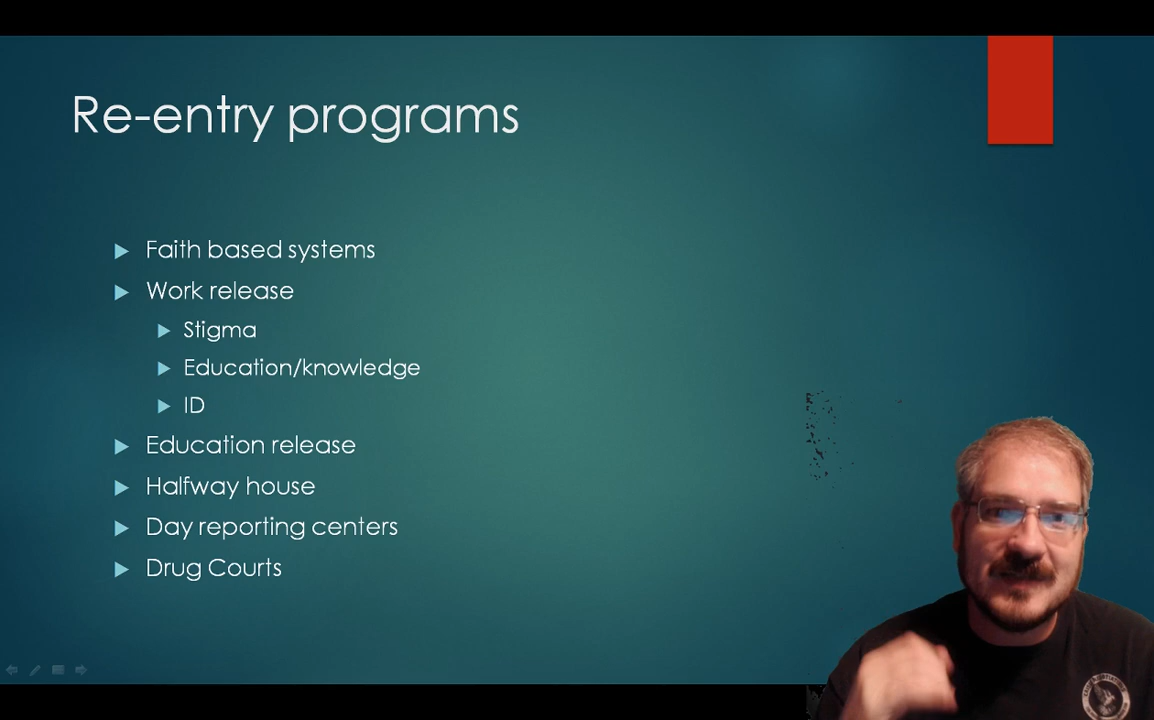 Re-entry programs
Faith based systems
Work release
Stigma
Education/knowledge
ID
Education release
Halfway house
Day reporting centers
Drug Courts